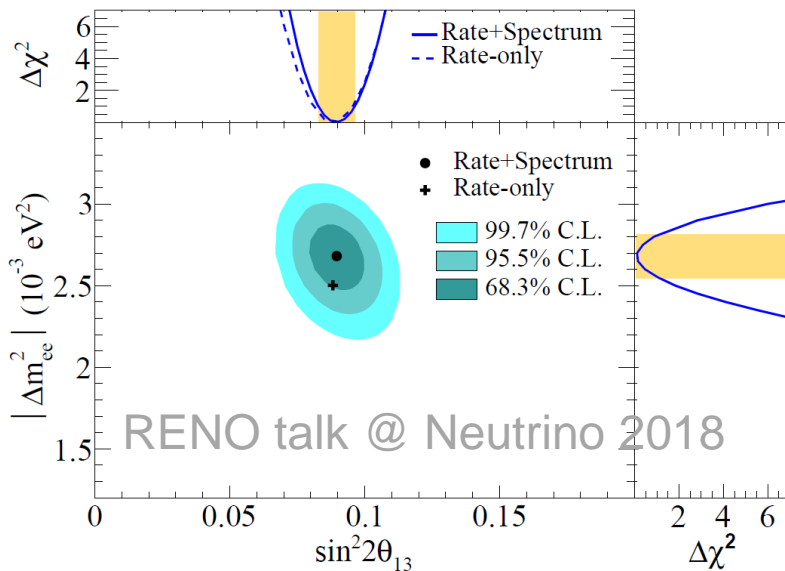 Δχ²
6
4
2
Rate+Spectrum
Rate-only
|Δm²ee| (10⁻³ eV²)
3
2.5
2
1.5
Rate+Spectrum
Rate-only
99.7% C.L.
95.5% C.L.
68.3% C.L.
RENO talk @ Neutrino 2018
0
0.05
0.1
0.15
sin²2θ₁₃
2
4
6
Δχ²